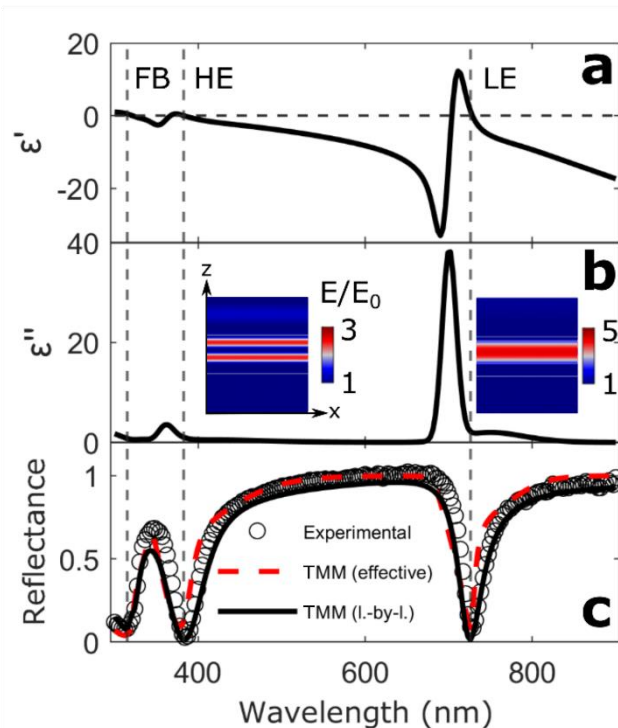 FB HE LE a
20
0
-20
ε'
40
20
0
ε''
b
z
x
E/E0
3
1
5
1
Reflectance
1
0.5
0
Experimental
TMM (effective)
TMM (l.-by-l.)
c
400 600 800
Wavelength (nm)